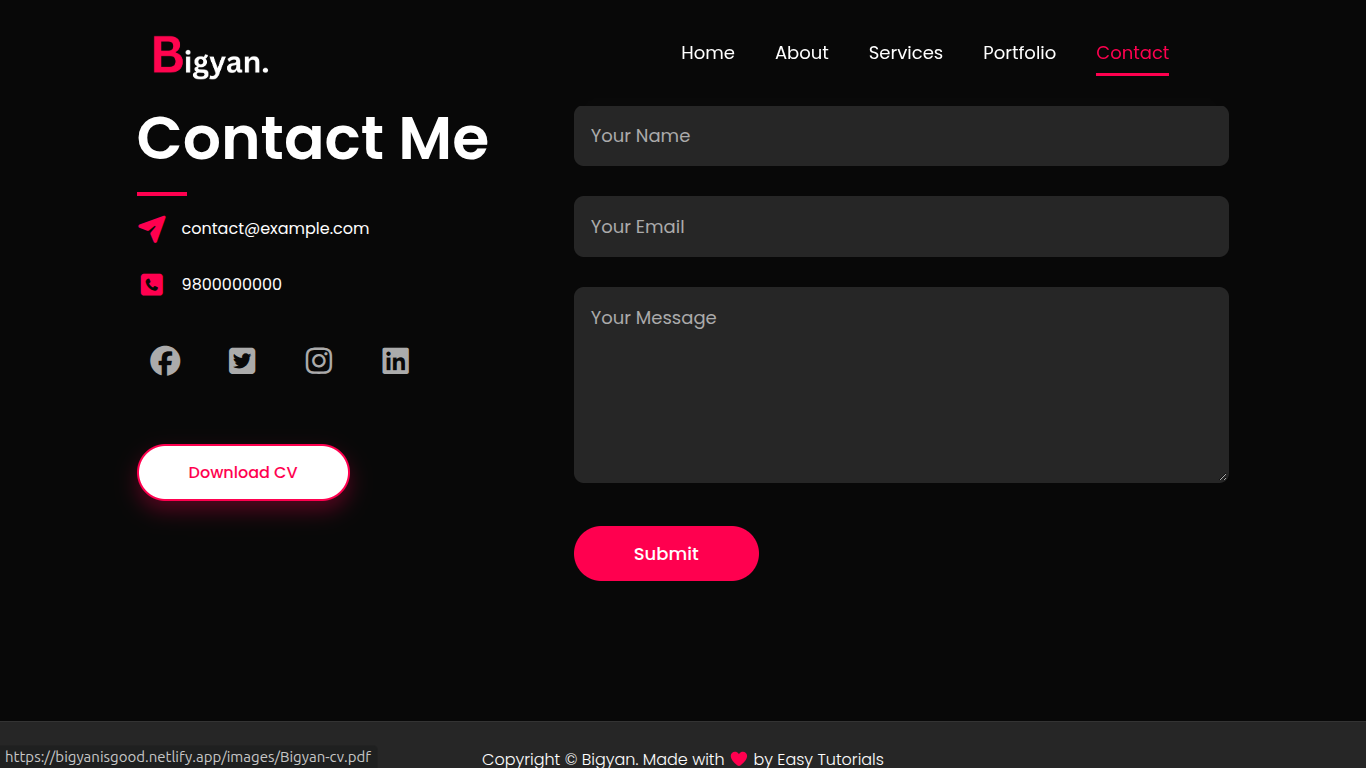 Bigyan.
Home About Services Portfolio Contact
Contact Me
contact@example.com
9800000000
Download CV
Your Name
Your Email
Your Message
Submit
Copyright © Bigyan. Made with ❤ by Easy Tutorials
https://bigyanisgood.netlify.app/images/Bigyan-cv.pdf